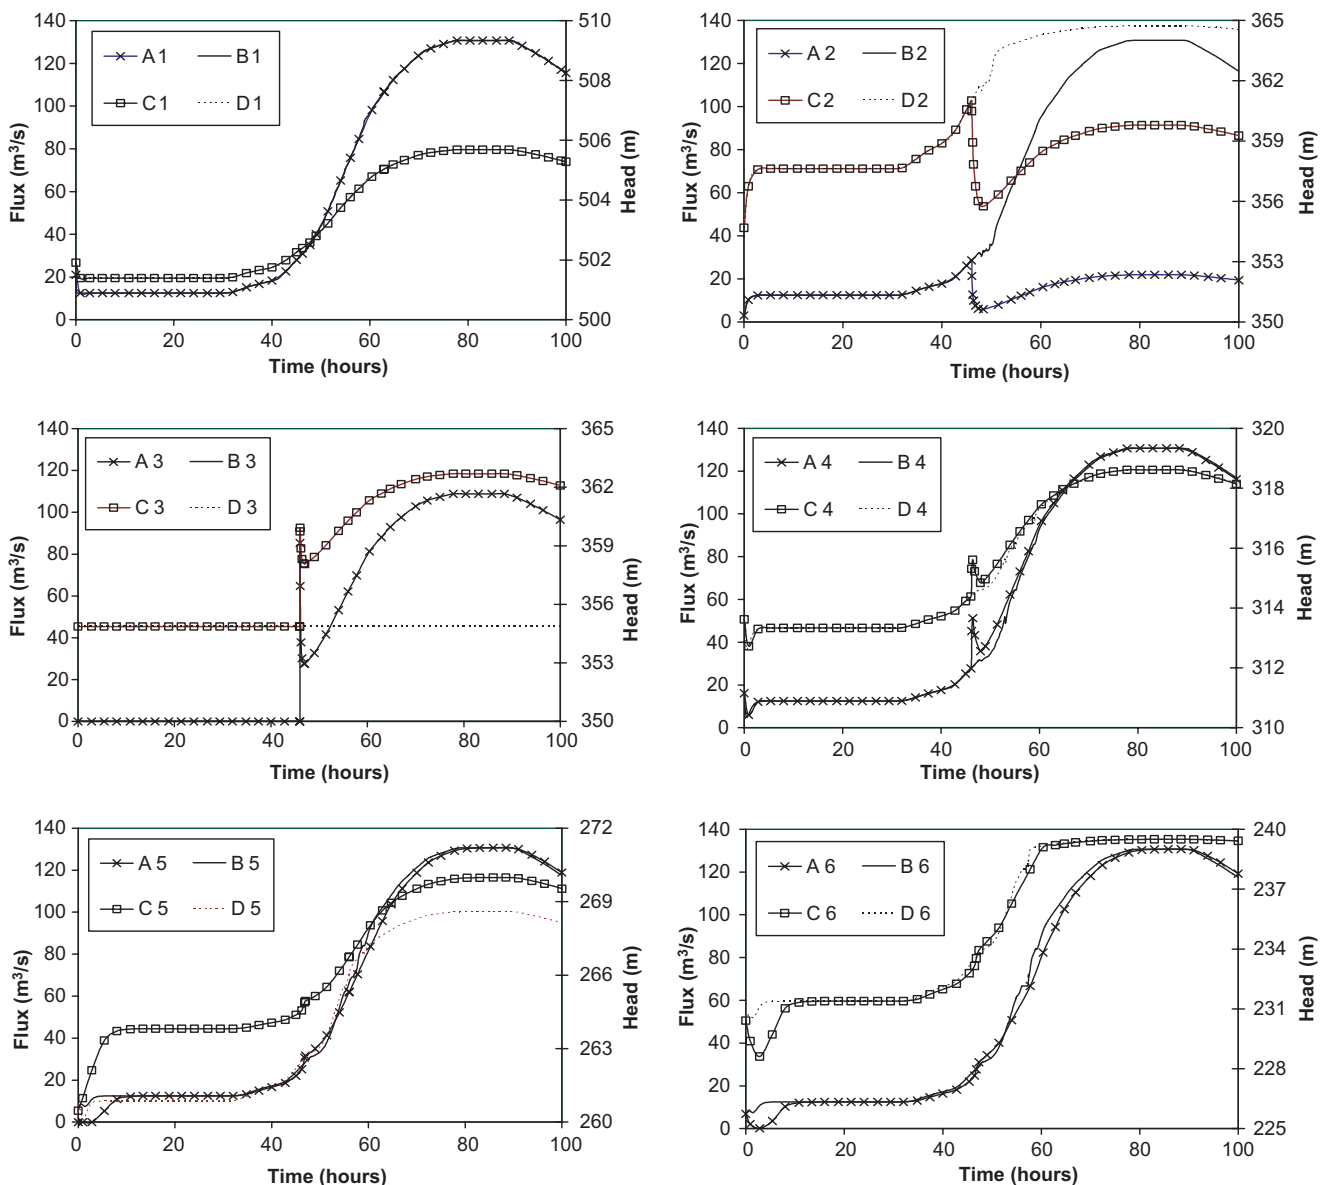 140
120
100
80
60
40
20
0
Flux (m³/s)
A 1 B 1
C 1 D 1
510
508
506
504
502
500
Head (m)
0 20 40 60 80 100
Time (hours)
140
120
100
80
60
40
20
0
Flux (m³/s)
A 2 B 2
C 2 D 2
365
362
359
356
353
350
Head (m)
0 20 40 60 80 100
Time (hours)
140
120
100
80
60
40
20
0
Flux (m³/s)
A 3 B 3
C 3 D 3
365
362
359
356
353
350
Head (m)
0 20 40 60 80 100
Time (hours)
140
120
100
80
60
40
20
0
Flux (m³/s)
A 4 B 4
C 4 D 4
320
318
316
314
312
310
Head (m)
0 20 40 60 80 100
Time (hours)
140
120
100
80
60
40
20
0
Flux (m³/s)
A 5 B 5
C 5 D 5
272
269
266
263
260
Head (m)
0 20 40 60 80 100
Time (hours)
140
120
100
80
60
40
20
0
Flux (m³/s)
A 6 B 6
C 6 D 6
240
237
234
231
228
225
Head (m)
0 20 40 60 80 100
Time (hours)